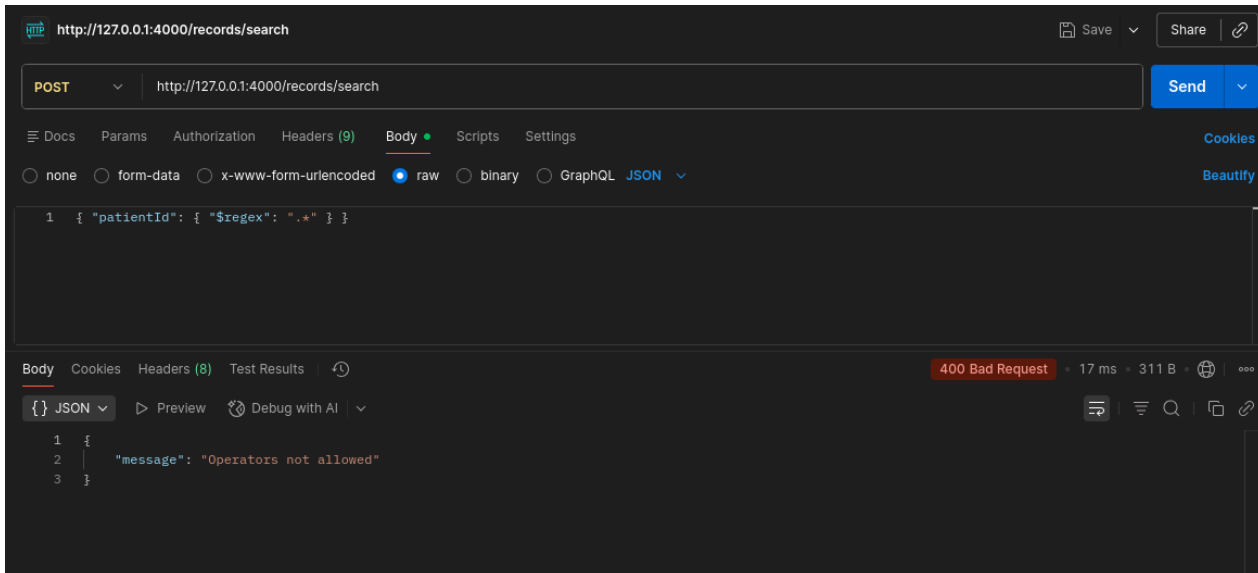 HTTP http://127.0.0.1:4000/records/search Save Share
POST http://127.0.0.1:4000/records/search Send
Docs Params Authorization Headers (9) Body Scripts Settings Cookies
none form-data x-www-form-urlencoded raw binary GraphQL JSON Beautify
1 { "patientId": { "$regex": ".*" } }
Body Cookies Headers (8) Test Results 400 Bad Request • 17 ms • 311 B •
{} JSON Preview Debug with AI
1 {
2 "message": "Operators not allowed"
3 }